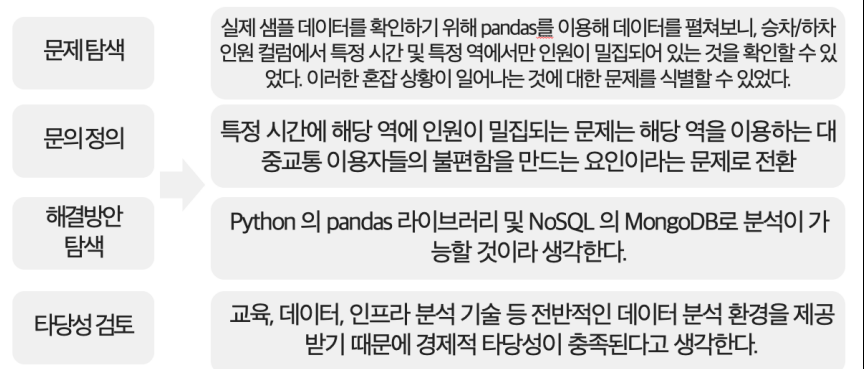 문제탐색
실제 샘플 데이터를 확인하기 위해 pandas를 이용해 데이터를 펼쳐보니, 승차/하차
인원 컬럼에서 특정 시간 및 특정 역에서만 인원이 밀집되어 있는 것을 확인할 수 있
었다. 이러한 혼잡 상황이 일어나는 것에 대한 문제를 식별할 수 있었다.
문의정의
특정 시간에 해당 역에 인원이 밀집되는 문제는 해당 역을 이용하는 대
중교통 이용자들의 불편함을 만드는 요인이라는 문제로 전환
해결방안
탐색
Python 의 pandas 라이브러리 및 NoSQL 의 MongoDB로 분석이 가
능할 것이라 생각한다.
타당성 검토
교육, 데이터, 인프라 분석 기술 등 전반적인 데이터 분석 환경을 제공
받기 때문에 경제적 타당성이 충족된다고 생각한다.